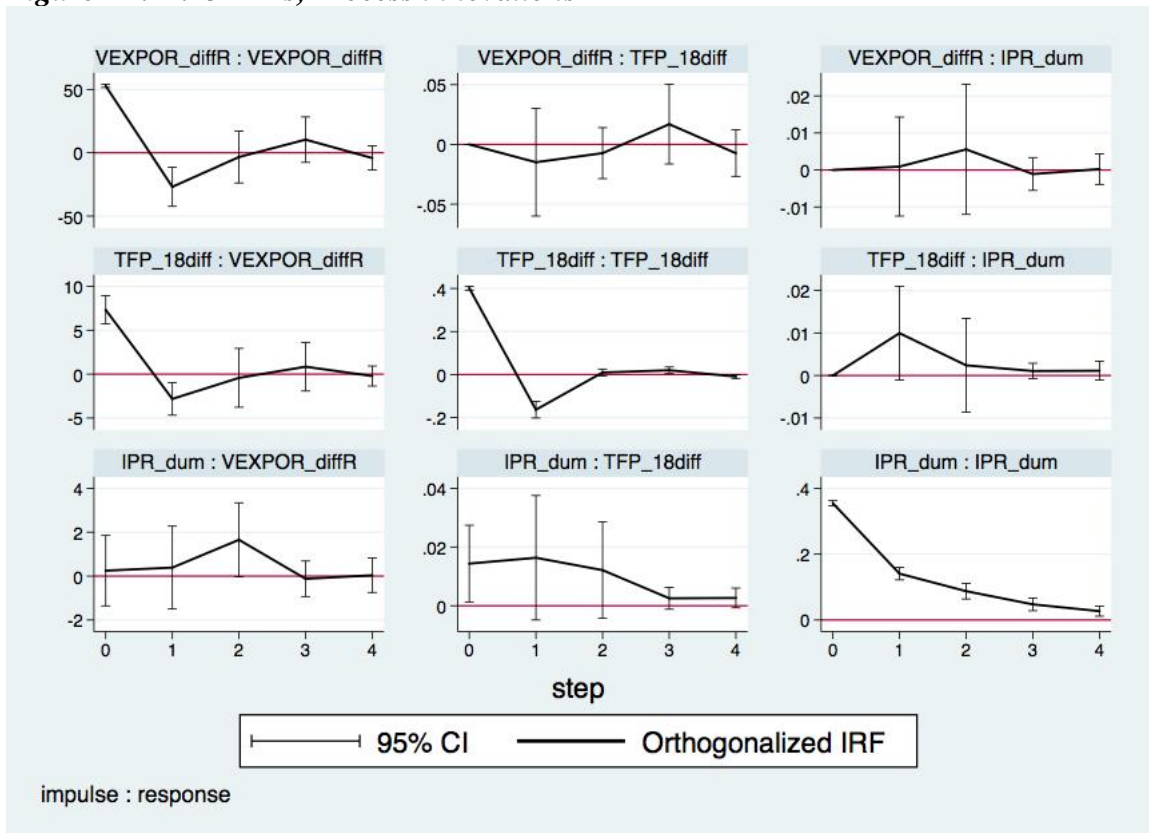 VEXPOR_diffR : VEXPOR_diffR
VEXPOR_diffR : TFP_18diff
VEXPOR_diffR : IPR_dum
50
0
-50
.05
0
-.05
.02
.01
0
-.01
TFP_18diff : VEXPOR_diffR
TFP_18diff : TFP_18diff
TFP_18diff : IPR_dum
10
5
0
-5
.4
.2
0
-.2
.02
.01
0
-.01
IPR_dum : VEXPOR_diffR
IPR_dum : TFP_18diff
IPR_dum : IPR_dum
4
2
0
-2
.04
.02
0
.4
.2
0
0 1 2 3 4
0 1 2 3 4
0 1 2 3 4
step
95% CI
Orthogonalized IRF
impulse : response